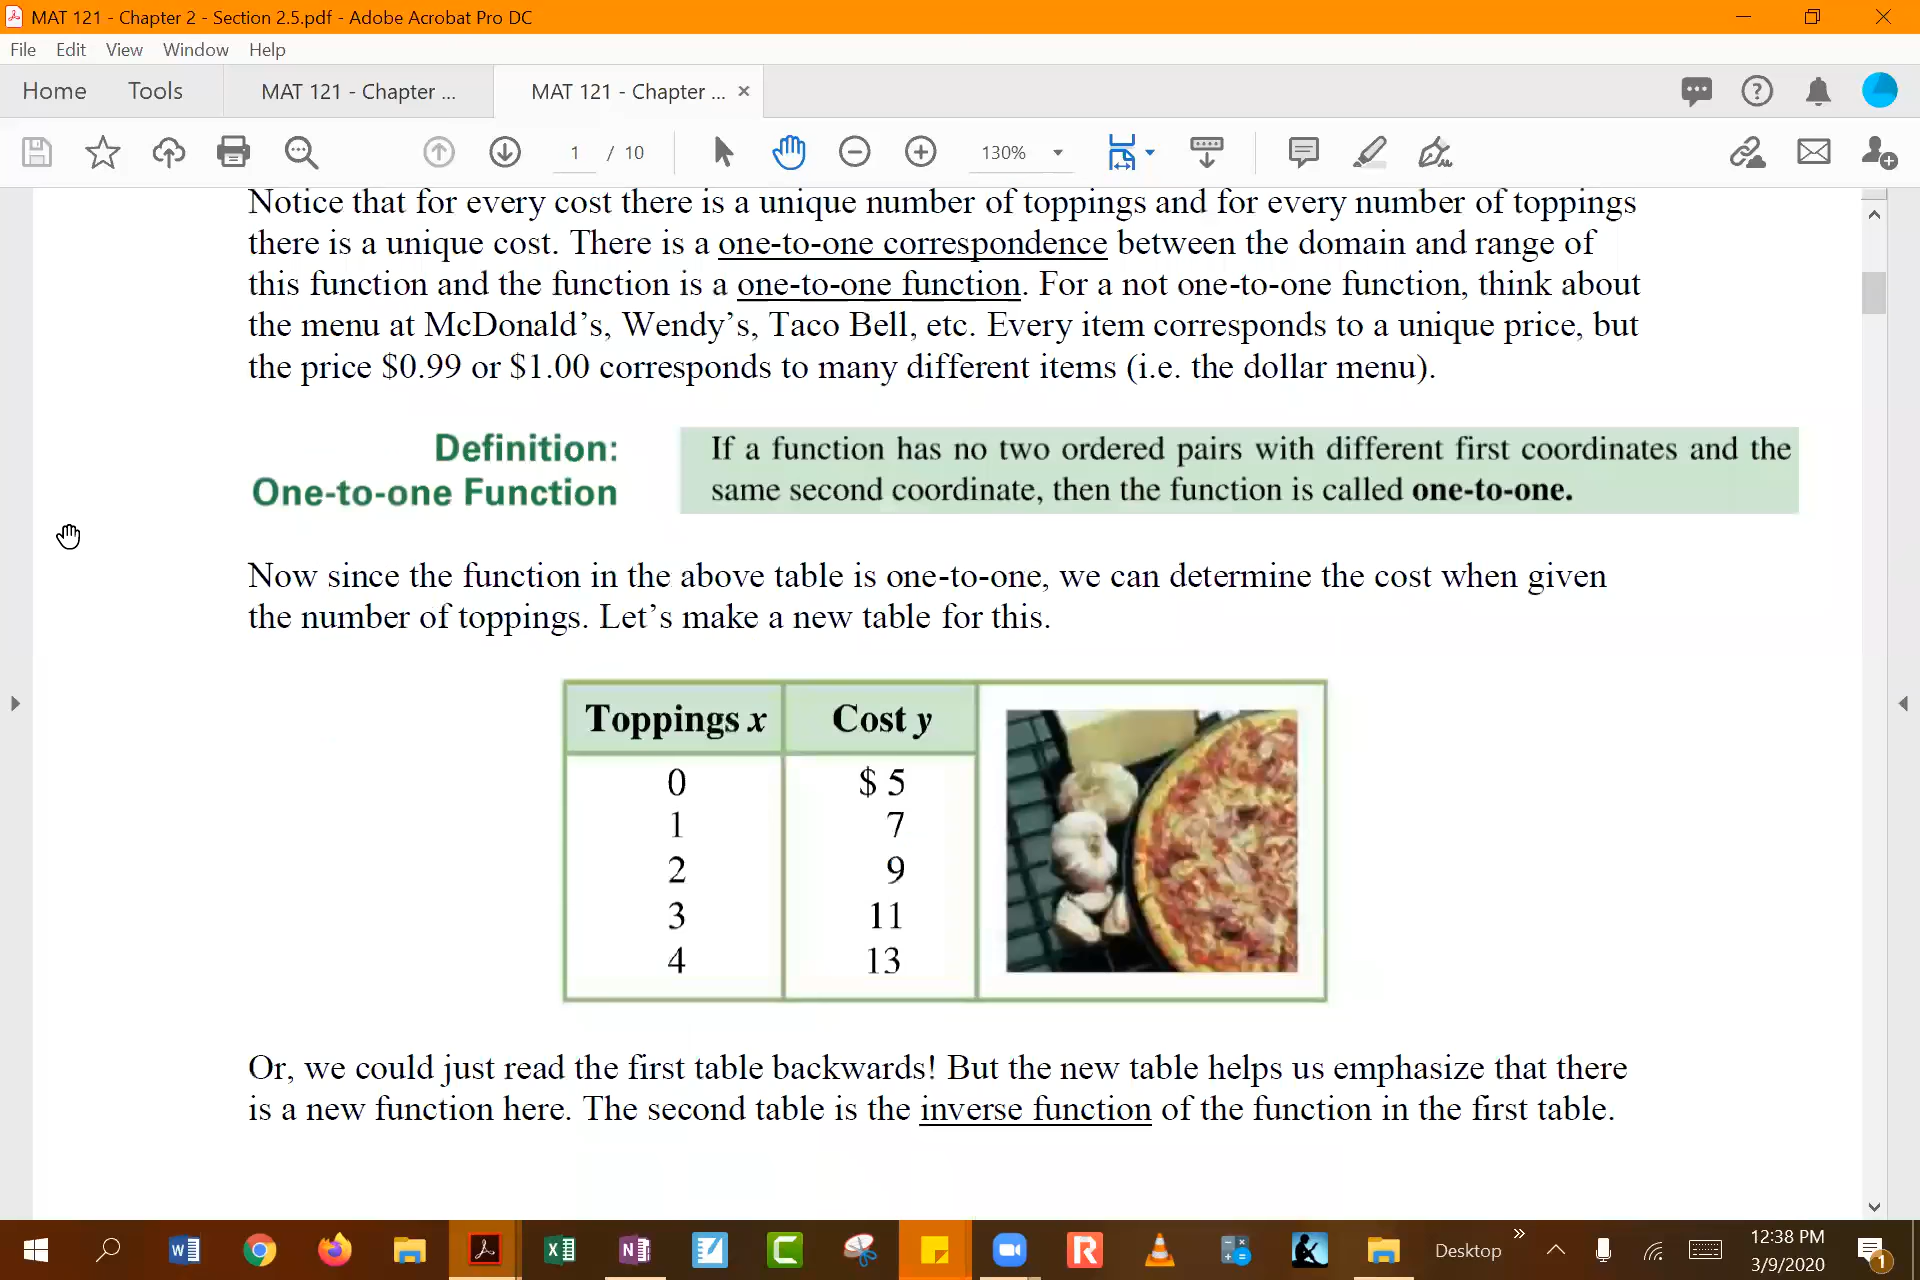 MAT 121 - Chapter 2 - Section 2.5.pdf - Adobe Acrobat Pro DC
File Edit View Window Help
Home Tools MAT 121 - Chapter ... MAT 121 - Chapter ... ×
1 / 10 130%
Notice that for every cost there is a unique number of toppings and for every number of toppings
there is a unique cost. There is a one-to-one correspondence between the domain and range of
this function and the function is a one-to-one function. For a not one-to-one function, think about
the menu at McDonald’s, Wendy’s, Taco Bell, etc. Every item corresponds to a unique price, but
the price $0.99 or $1.00 corresponds to many different items (i.e. the dollar menu).
Definition:
One-to-one Function
If a function has no two ordered pairs with different first coordinates and the
same second coordinate, then the function is called one-to-one.
Now since the function in the above table is one-to-one, we can determine the cost when given
the number of toppings. Let’s make a new table for this.
Toppings x Cost y
0 $ 5
1 7
2 9
3 11
4 13
Or, we could just read the first table backwards! But the new table helps us emphasize that there
is a new function here. The second table is the inverse function of the function in the first table.
Desktop
12:38 PM
3/9/2020
1